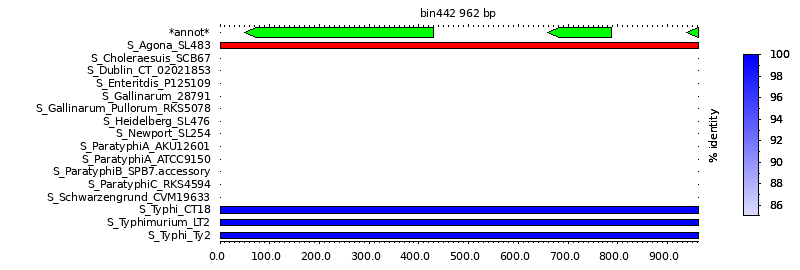 bin442 962 bp
*annot*
S_Agona_SL483
S_Choleraesuis_SCB67
S_Dublin_CT_02021853
S_Enteritdis_P125109
S_Gallinarum_28791
S_Gallinarum_Pullorum_RKS5078
S_Heidelberg_SL476
S_Newport_SL254
S_ParatyphiA_AKU12601
S_ParatyphiA_ATCC9150
S_ParatyphiB_SPB7.accessory
S_ParatyphiC_RKS4594
S_Schwarzengrund_CVM19633
S_Typhi_CT18
S_Typhimurium_LT2
S_Typhi_Ty2
0.0 100.0 200.0 300.0 400.0 500.0 600.0 700.0 800.0 900.0
% identity
100
98
96
94
92
90
88
86